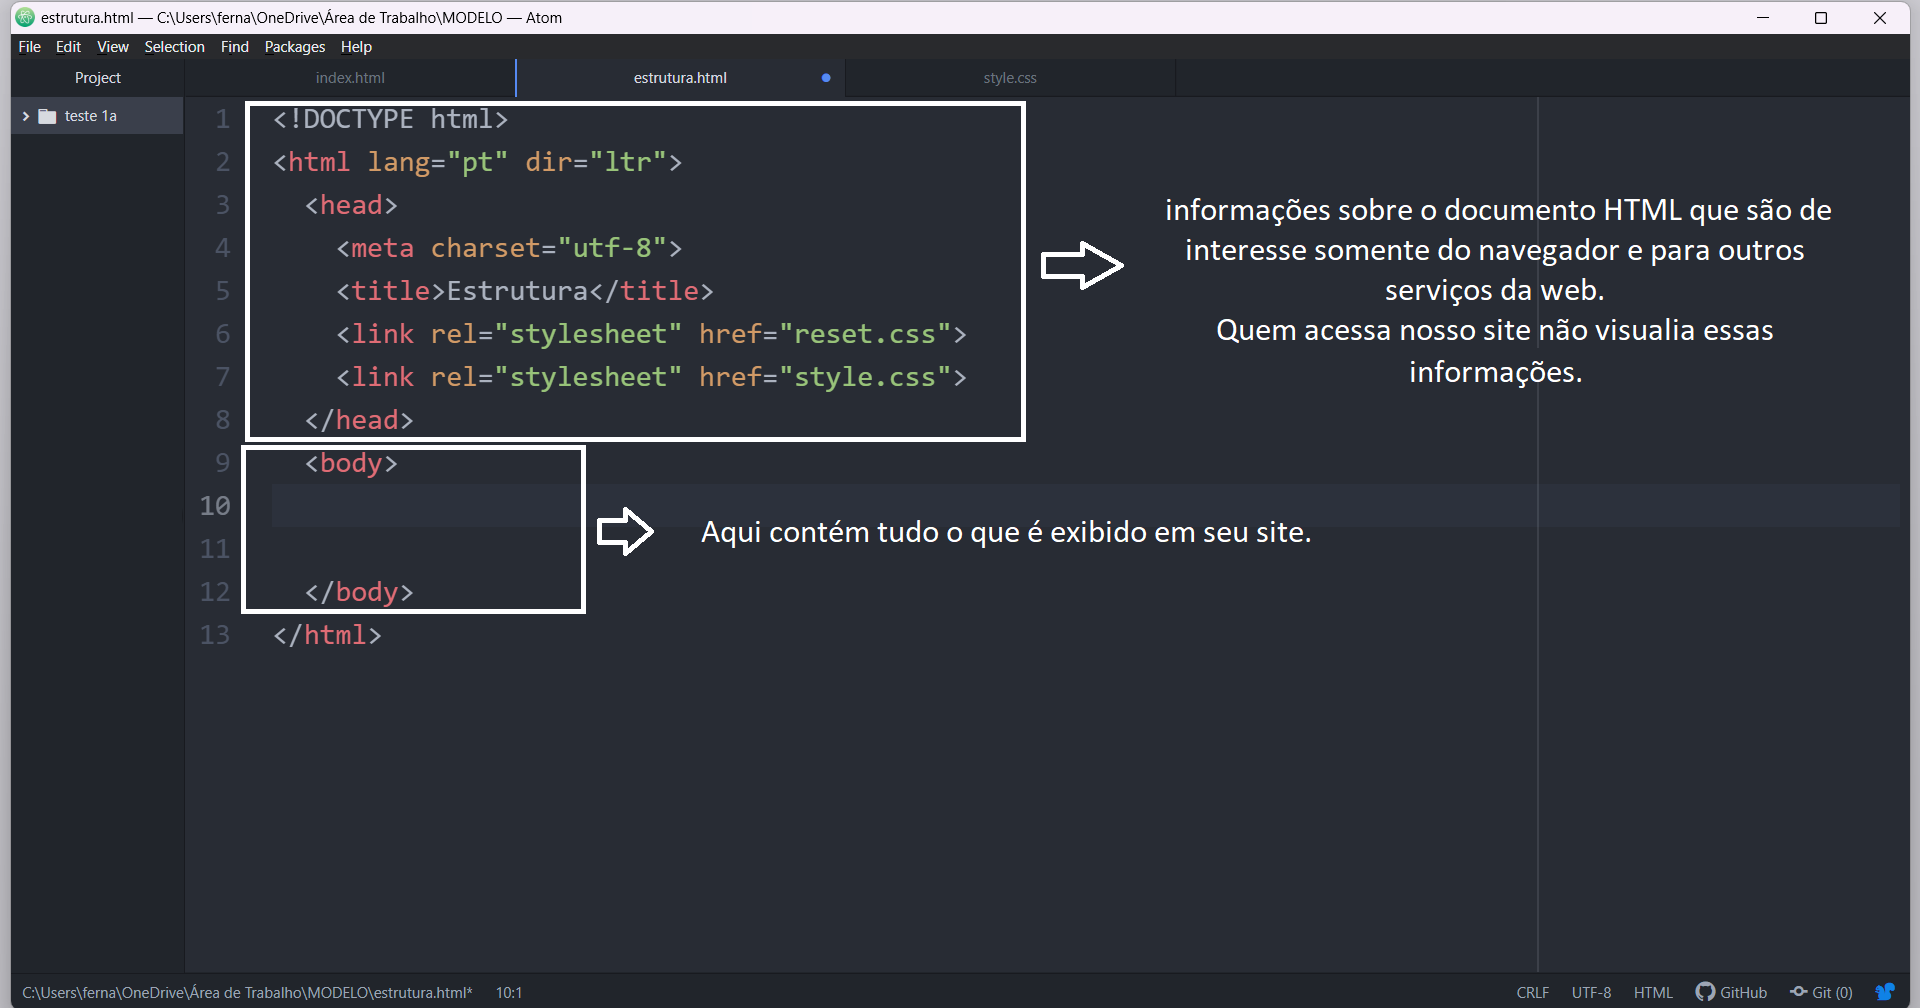 estrutura.html — C:\Users\ferna\OneDrive\Área de Trabalho\MODELO — Atom
File Edit View Selection Find Packages Help
Project
index.html
estrutura.html
style.css
teste 1a
1 <!DOCTYPE html>
2 <html lang="pt" dir="ltr">
3 <head>
4 <meta charset="utf-8">
5 <title>Estrutura</title>
6 <link rel="stylesheet" href="reset.css">
7 <link rel="stylesheet" href="style.css">
8 </head>
9 <body>
10
11
12 </body>
13 </html>
informações sobre o documento HTML que são de
interesse somente do navegador e para outros
serviços da web.
Quem acessa nosso site não visualia essas
informações.
Aqui contém tudo o que é exibido em seu site.
C:\Users\ferna\OneDrive\Área de Trabalho\MODELO\estrutura.html* 10:1
CRLF UTF-8 HTML GitHub Git (0)